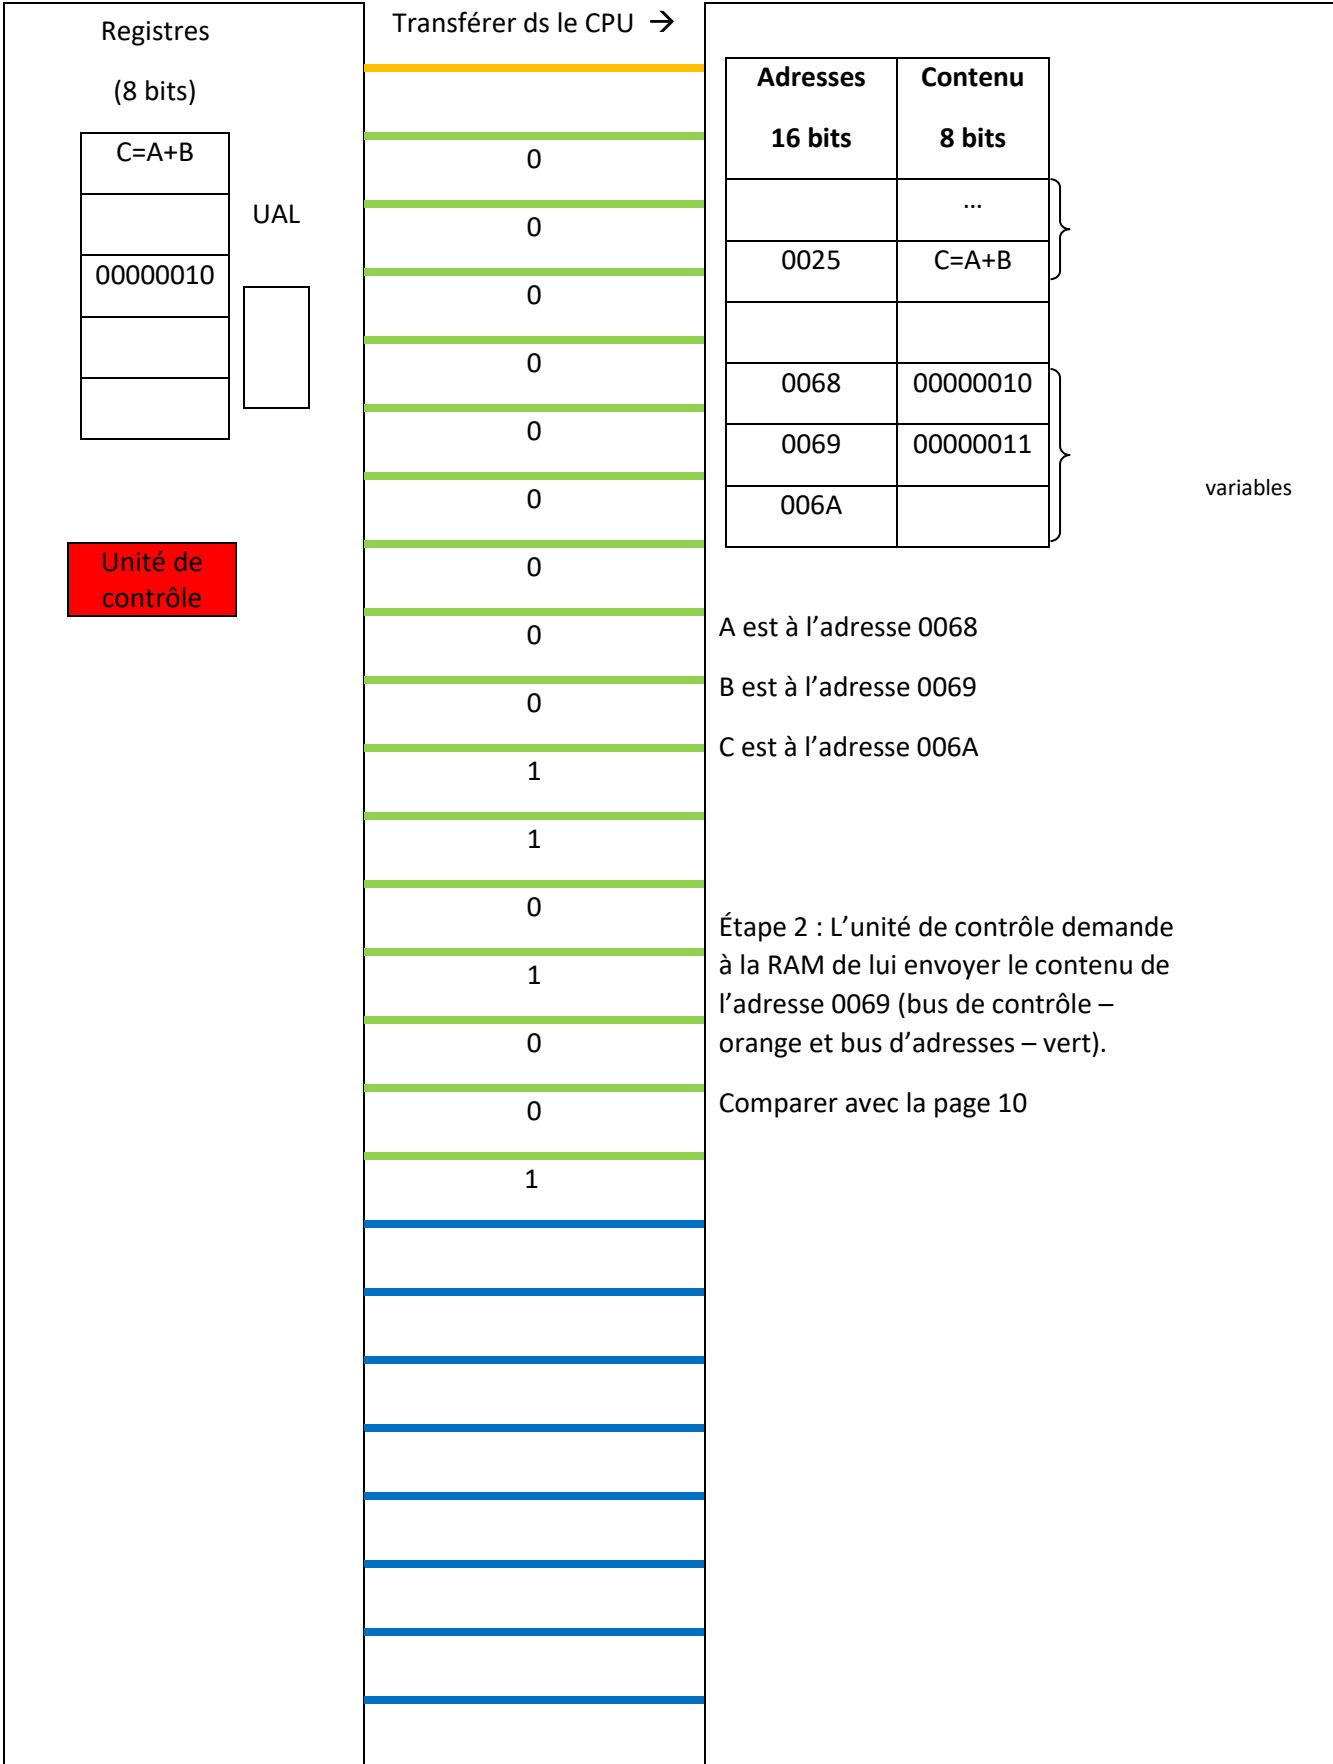 Registres
(8 bits)
C=A+B
00000010
UAL
Unité de
contrôle
Transférer ds le CPU →
0
0
0
0
0
0
0
0
0
1
1
0
1
0
0
1
Adresses
16 bits
Contenu
8 bits
...
0025 C=A+B
0068 00000010
0069 00000011
006A
variables
A est à l’adresse 0068
B est à l’adresse 0069
C est à l’adresse 006A
Étape 2 : L’unité de contrôle demande
à la RAM de lui envoyer le contenu de
l’adresse 0069 (bus de contrôle –
orange et bus d’adresses – vert).
Comparer avec la page 10